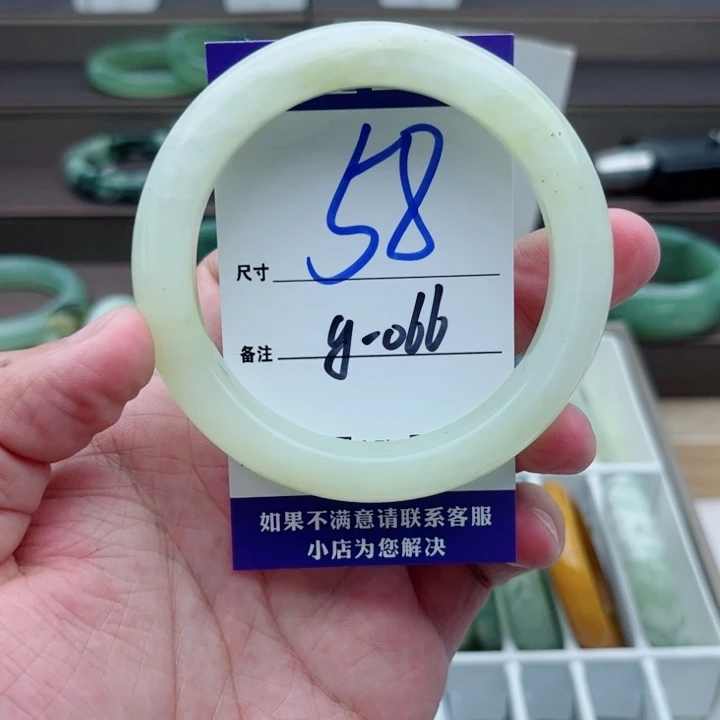 58
尺寸
y-066
备注
如果不满意请联系客服
小店为您解决